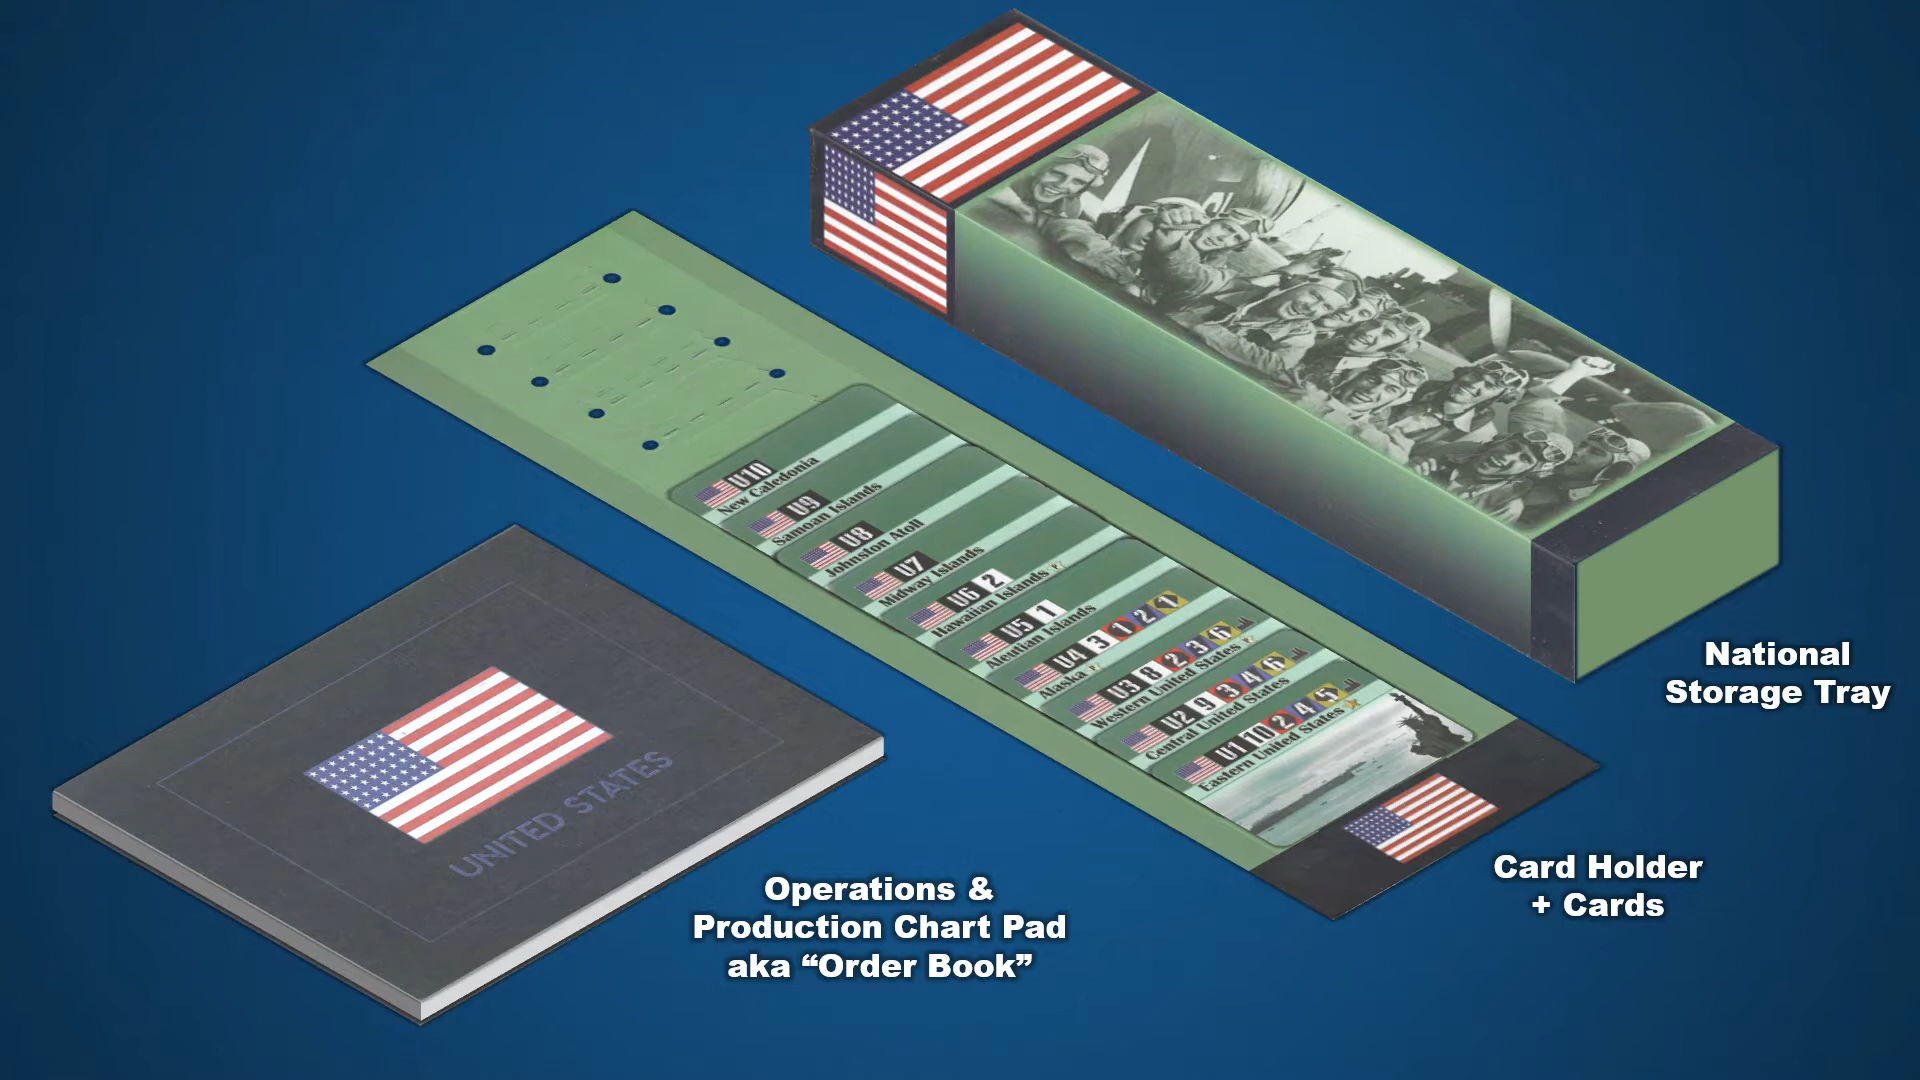 U10
New Caledonia
U9
Samoan Islands
U8
Johnston Atoll
U7
Midway Islands
U6 2
Hawaiian Islands
U5 1
Aleutian Islands
U4 3 1 2 1
Alaska
U3 8 2 3 6
Western United States
U2 9 3 4 6
Central United States
U1 10 2 4 5
Eastern United States
National
Storage Tray
UNITED STATES
Card Holder
+ Cards
Operations &
Production Chart Pad
aka “Order Book”